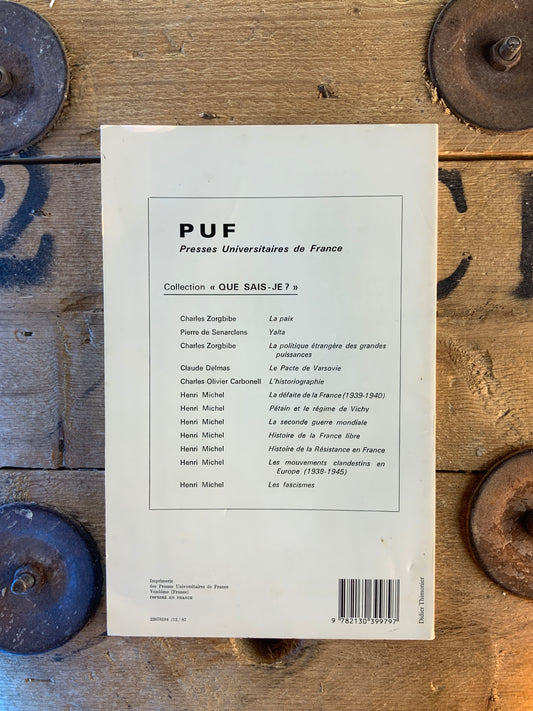 PUF
Presses Universitaires de France
Collection « QUE SAIS-JE ? »
Charles Zorgbibe La paix
Pierre de Senarclens Yalta
Charles Zorgbibe La politique étrangère des grandes
puissances
Claude Delmas Le Pacte de Varsovie
Charles-Olivier Carbonell L'historiographie
Henri Michel La défaite de la France (1939-1940)
Henri Michel Pétain et le régime de Vichy
Henri Michel La seconde guerre mondiale
Henri Michel Histoire de la France libre
Henri Michel Histoire de la Résistance en France
Henri Michel Les mouvements clandestins en
Europe (1938-1945)
Henri Michel Les fascismes
Imprimerie
des Presses Universitaires de France
Vendôme (France)
IMPRIMÉ EN FRANCE
/12/87
9 782130 399797
Didier Thimonier
2